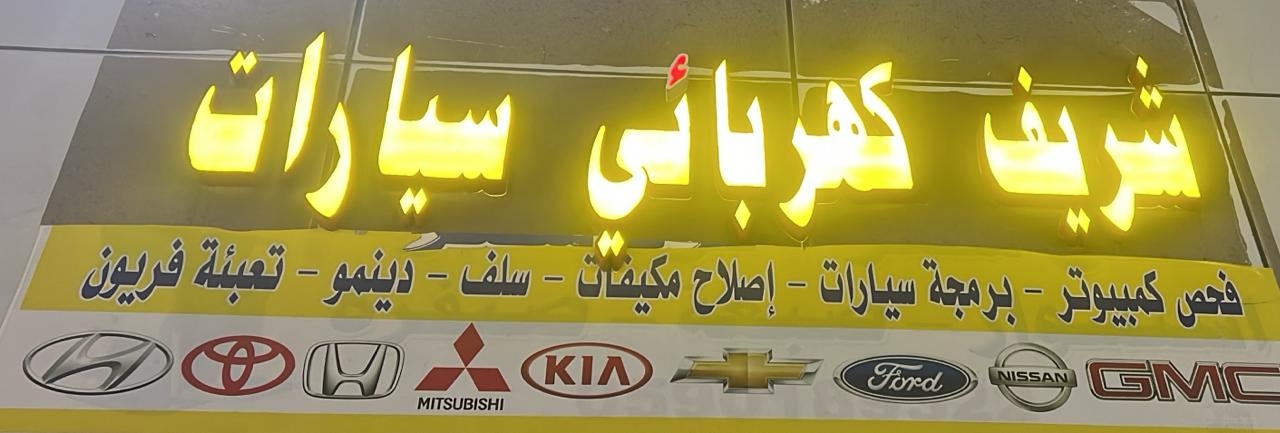 شريف كهربائي سيارات
فحص كمبيوتر - برمجة سيارات - إصلاح مكيفات - سلف - دينمو - تعبئة فريون
MITSUBISHI KIA Ford NISSAN GMC